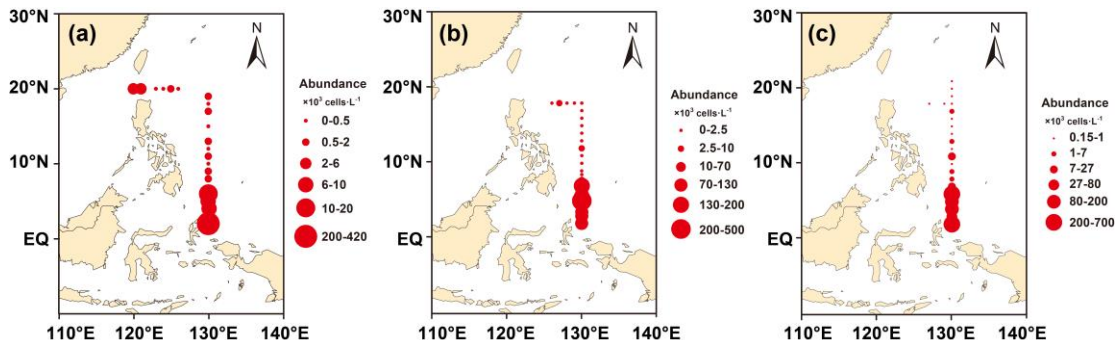 (a)
N
30°N
20°N
10°N
EQ
110°E 120°E 130°E 140°E
Abundance
×10³ cells·L⁻¹
0-0.5
0.5-2
2-6
6-10
10-20
200-420
(b)
N
30°N
20°N
10°N
EQ
110°E 120°E 130°E 140°E
Abundance
×10³ cells·L⁻¹
0-2.5
2.5-10
10-70
70-130
130-200
200-500
(c)
N
30°N
20°N
10°N
EQ
110°E 120°E 130°E 140°E
Abundance
×10³ cells·L⁻¹
0.15-1
1-7
7-27
27-80
80-200
200-700